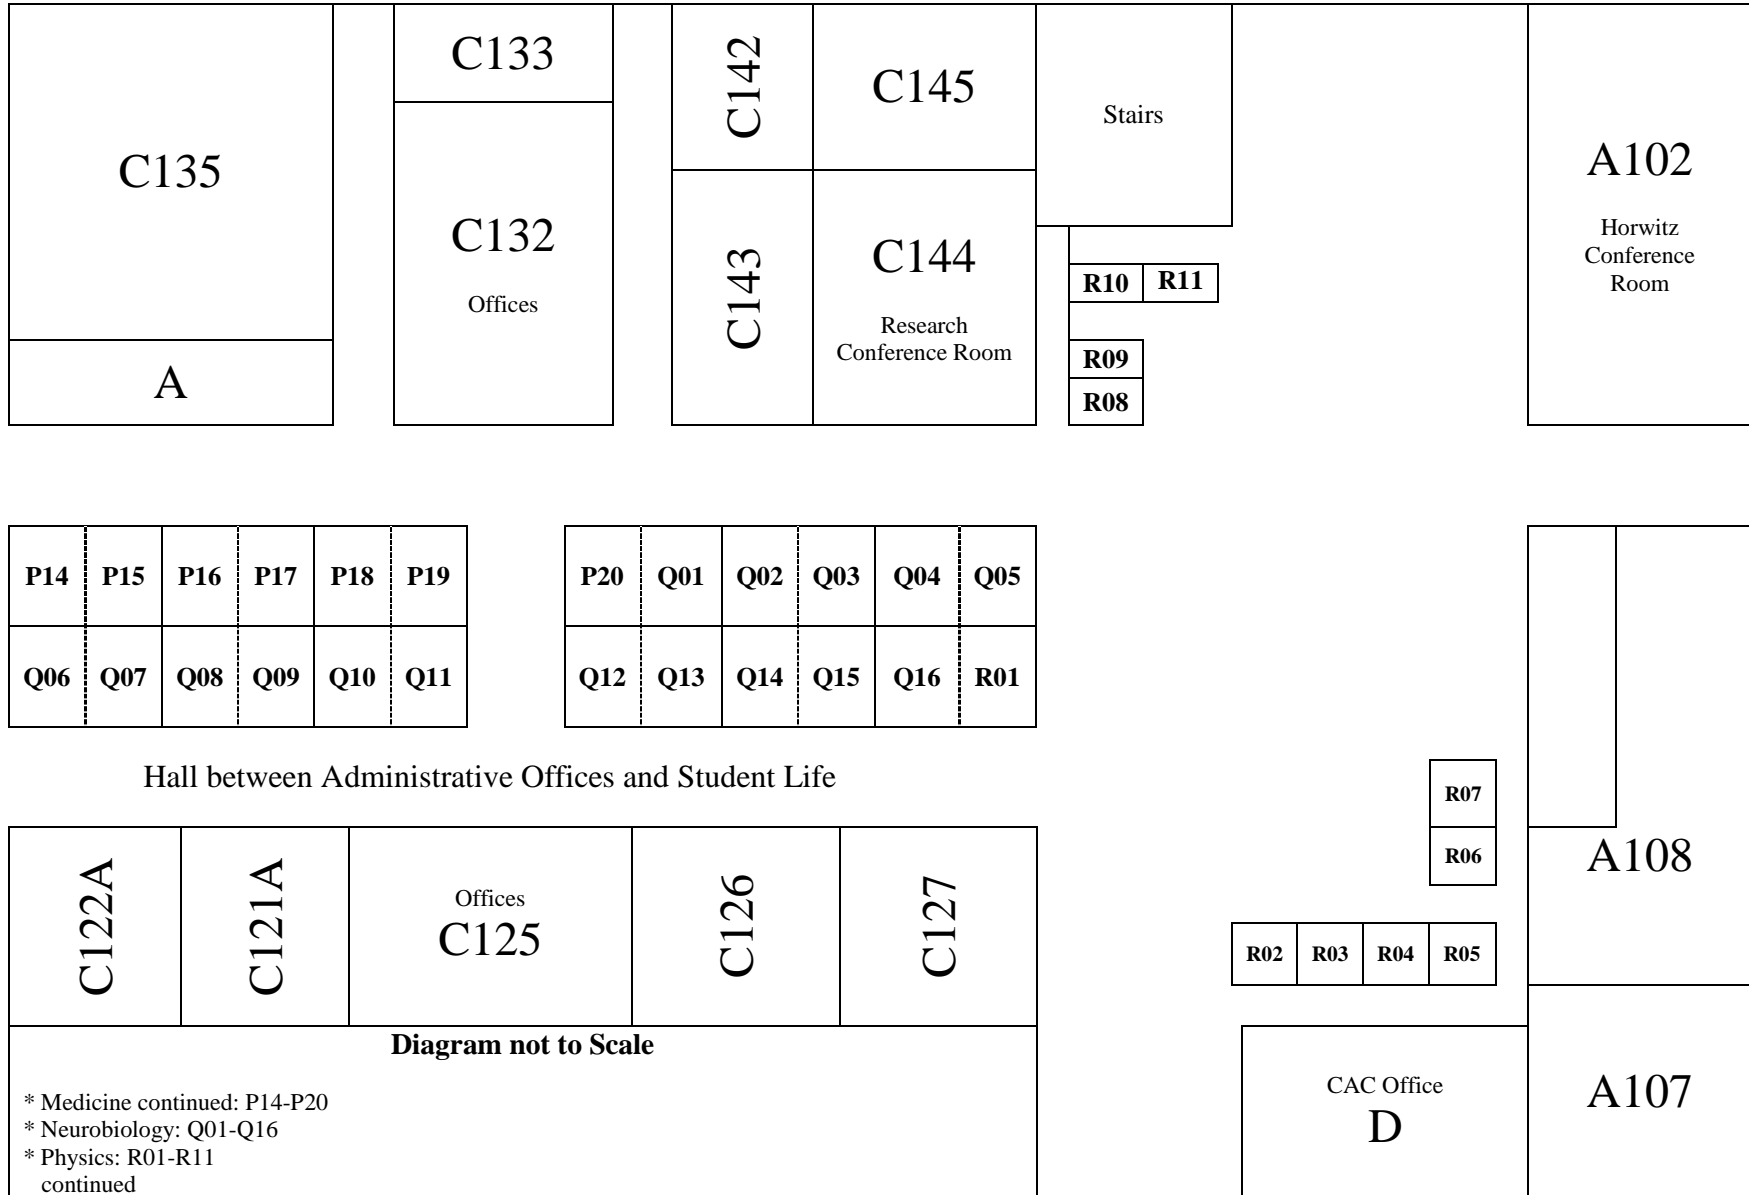 C135
A
C133
C132
Offices
C142
C143
C145
C144
Research
Conference Room
Stairs
R10 R11
R09
R08
A102
Horwitz
Conference
Room
P14 P15 P16 P17 P18 P19
Q06 Q07 Q08 Q09 Q10 Q11
P20 Q01 Q02 Q03 Q04 Q05
Q12 Q13 Q14 Q15 Q16 R01
Hall between Administrative Offices and Student Life
R07
R06
A108
R02 R03 R04 R05
C122A
C121A
Offices
C125
C126
C127
Diagram not to Scale
* Medicine continued: P14-P20
* Neurobiology: Q01-Q16
* Physics: R01-R11
continued
CAC Office
D
A107